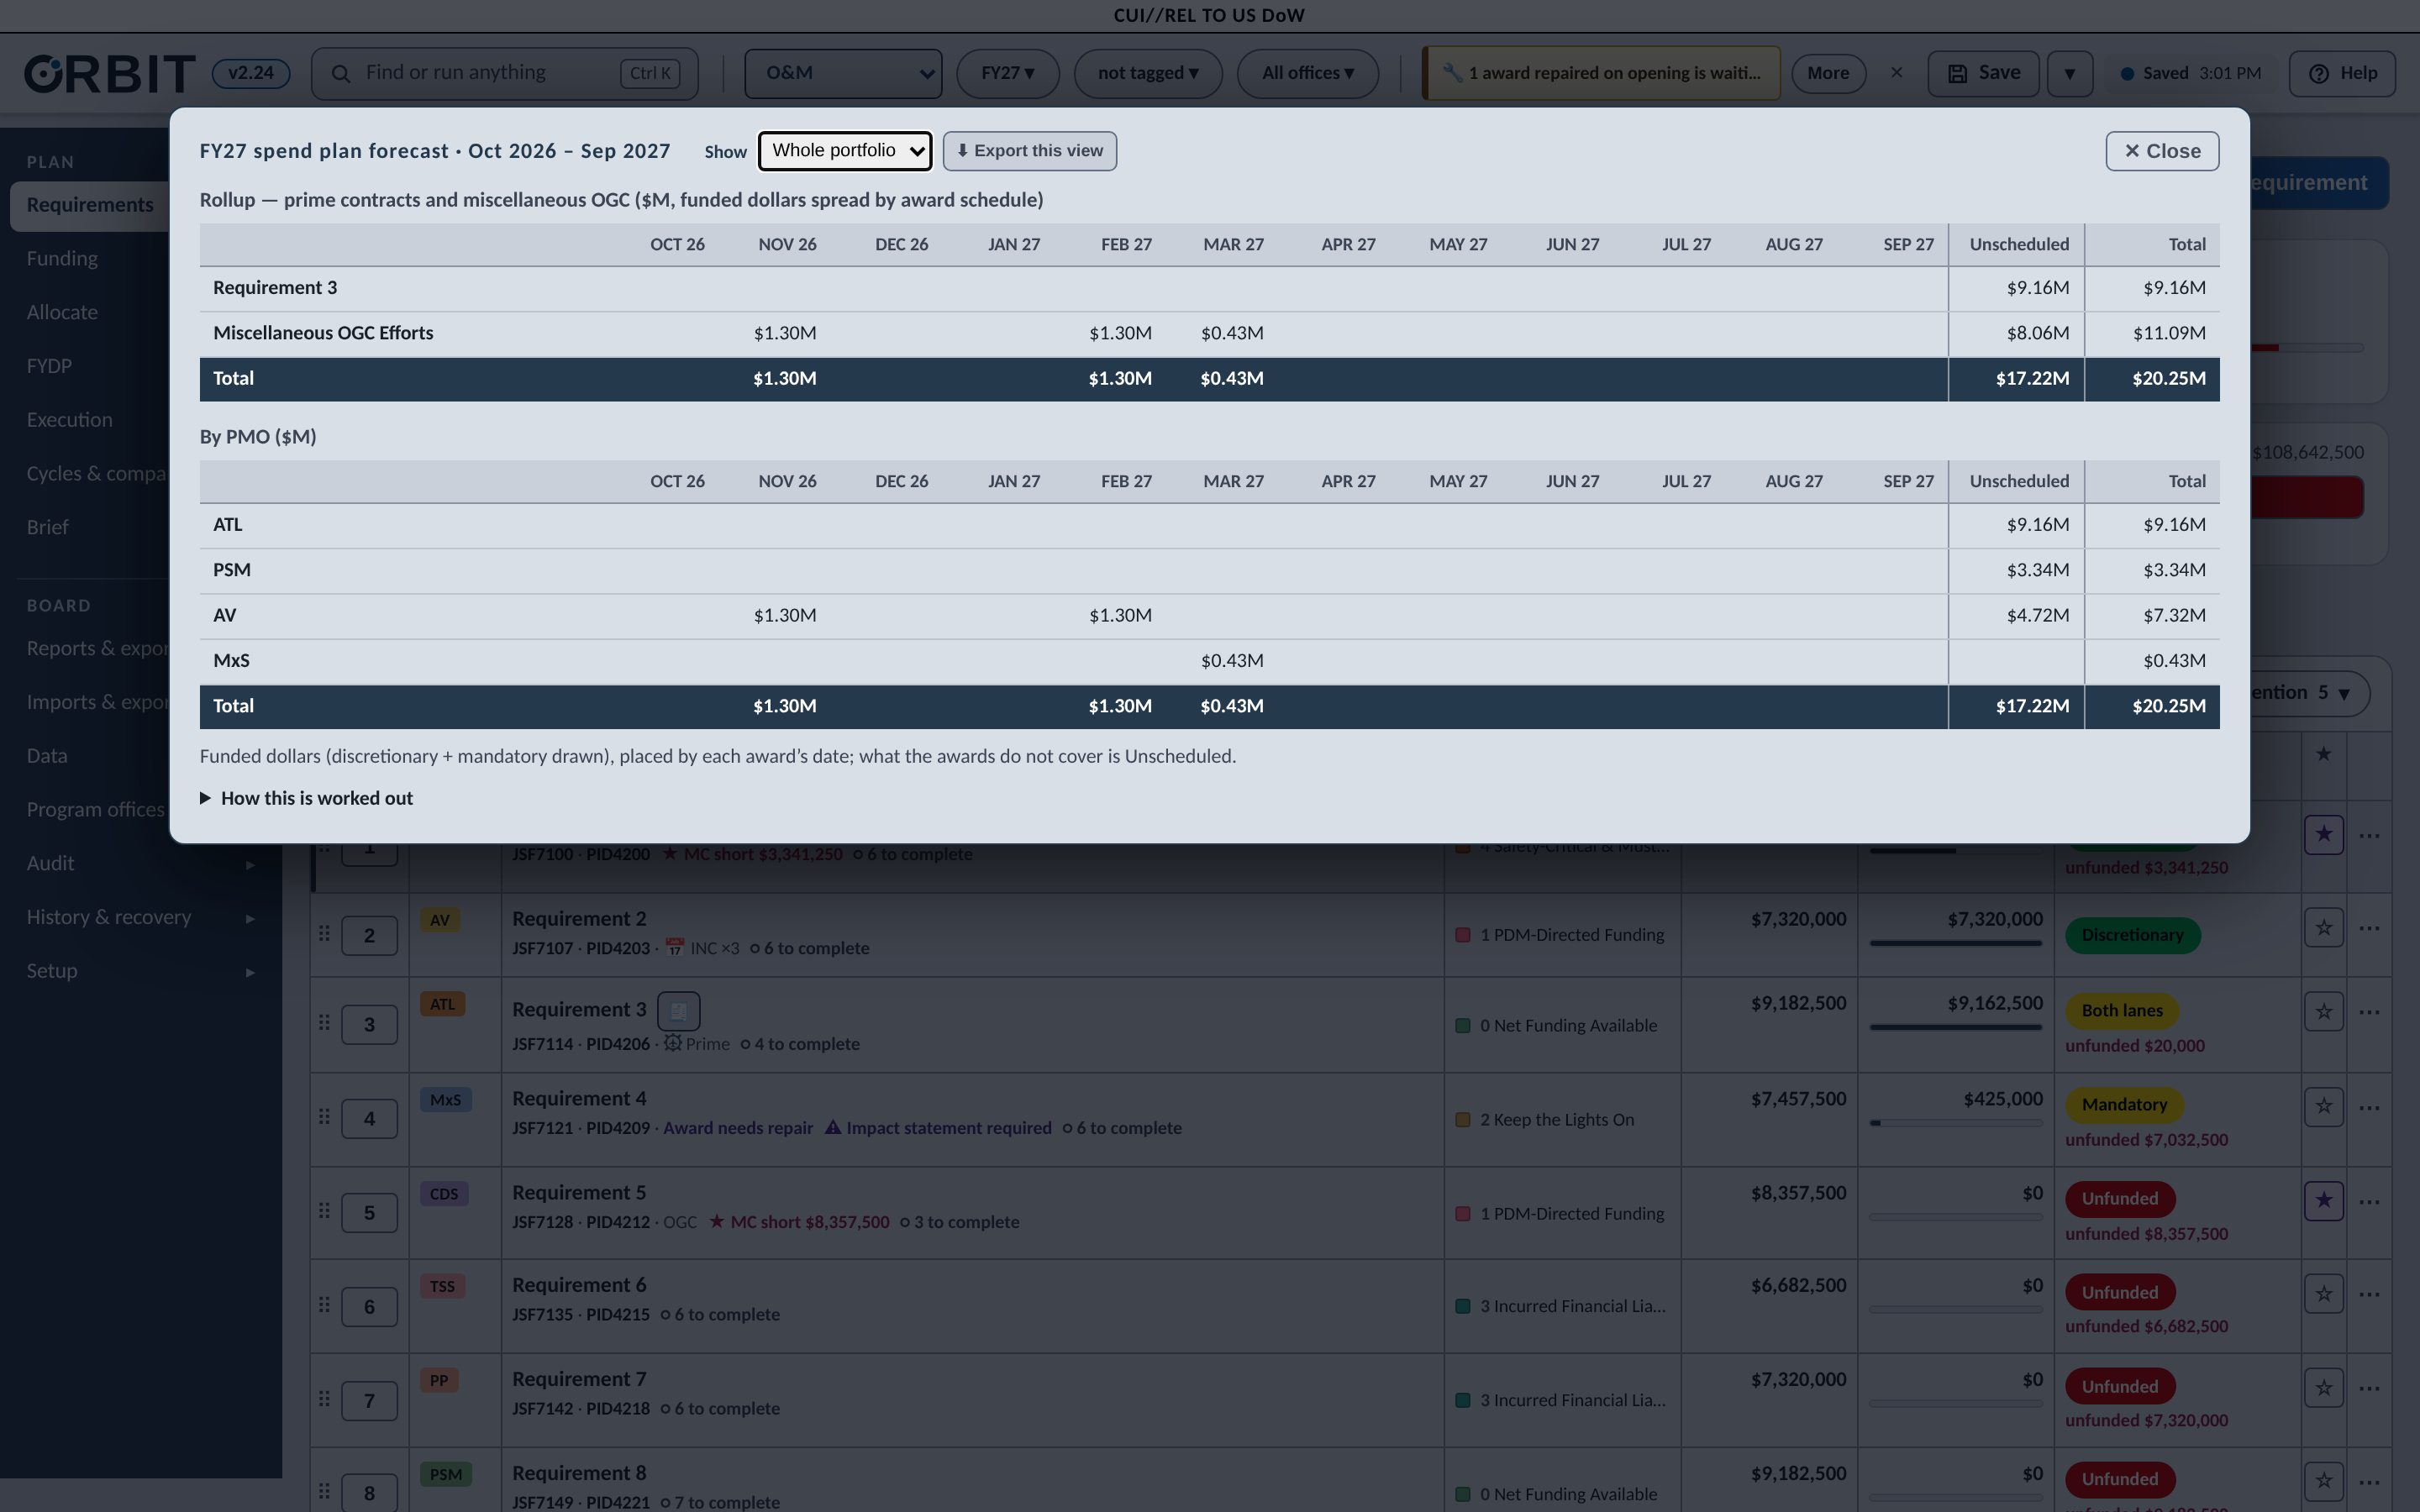 CUI//REL TO US DoW
ORBIT v2.24 Find or run anything Ctrl K O&M FY27 ▾ not tagged ▾ All offices ▾ 1 award repaired on opening is waiti... More × Save ▾ Saved 3:01 PM Help
PLAN
Requirements
Funding
Allocate
FYDP
Execution
Cycles & compa
Brief
BOARD
Reports & expor
Imports & expor
Data
Program offices
Audit ▸
History & recovery ▸
Setup ▸
equirement
$108,642,500
ention 5 ▾
FY27 spend plan forecast · Oct 2026 – Sep 2027 Show Whole portfolio ⬇ Export this view ✕ Close
Rollup — prime contracts and miscellaneous OGC ($M, funded dollars spread by award schedule)
OCT 26 NOV 26 DEC 26 JAN 27 FEB 27 MAR 27 APR 27 MAY 27 JUN 27 JUL 27 AUG 27 SEP 27 Unscheduled Total
Requirement 3 $9.16M $9.16M
Miscellaneous OGC Efforts $1.30M $1.30M $0.43M $8.06M $11.09M
Total $1.30M $1.30M $0.43M $17.22M $20.25M
By PMO ($M)
OCT 26 NOV 26 DEC 26 JAN 27 FEB 27 MAR 27 APR 27 MAY 27 JUN 27 JUL 27 AUG 27 SEP 27 Unscheduled Total
ATL $9.16M $9.16M
PSM $3.34M $3.34M
AV $1.30M $1.30M $4.72M $7.32M
MxS $0.43M $0.43M
Total $1.30M $1.30M $0.43M $17.22M $20.25M
Funded dollars (discretionary + mandatory drawn), placed by each award's date; what the awards do not cover is Unscheduled.
▶ How this is worked out
★
1 JSF7100 · PID4200 ★ MC short $3,341,250 6 to complete 4 Safety-Critical & Must... ★ ...
unfunded $3,341,250
2 AV Requirement 2 1 PDM-Directed Funding $7,320,000 $7,320,000 Discretionary ☆ ...
JSF7107 · PID4203 · 📅 INC ×3 6 to complete
3 ATL Requirement 3 0 Net Funding Available $9,182,500 $9,162,500 Both lanes ☆ ...
JSF7114 · PID4206 · Prime 4 to complete unfunded $20,000
4 MxS Requirement 4 2 Keep the Lights On $7,457,500 $425,000 Mandatory ☆ ...
JSF7121 · PID4209 · Award needs repair ⚠ Impact statement required 6 to complete unfunded $7,032,500
5 CDS Requirement 5 1 PDM-Directed Funding $8,357,500 $0 Unfunded ★ ...
JSF7128 · PID4212 · OGC ★ MC short $8,357,500 3 to complete unfunded $8,357,500
6 TSS Requirement 6 3 Incurred Financial Lia... $6,682,500 $0 Unfunded ☆ ...
JSF7135 · PID4215 6 to complete unfunded $6,682,500
7 PP Requirement 7 3 Incurred Financial Lia... $7,320,000 $0 Unfunded ☆ ...
JSF7142 · PID4218 6 to complete unfunded $7,320,000
8 PSM Requirement 8 0 Net Funding Available $9,182,500 $0 Unfunded ☆ ...
JSF7149 · PID4221 7 to complete